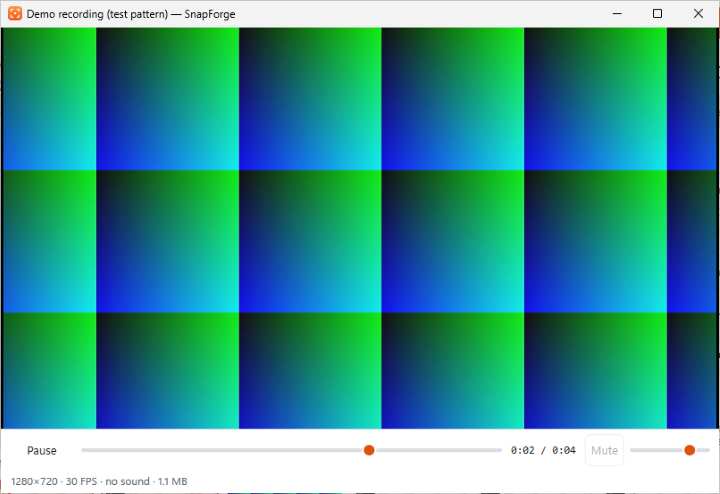 Demo recording (test pattern) — SnapForge
Pause
0:02 / 0:04
Mute
1280×720 · 30 FPS · no sound · 1.1 MB